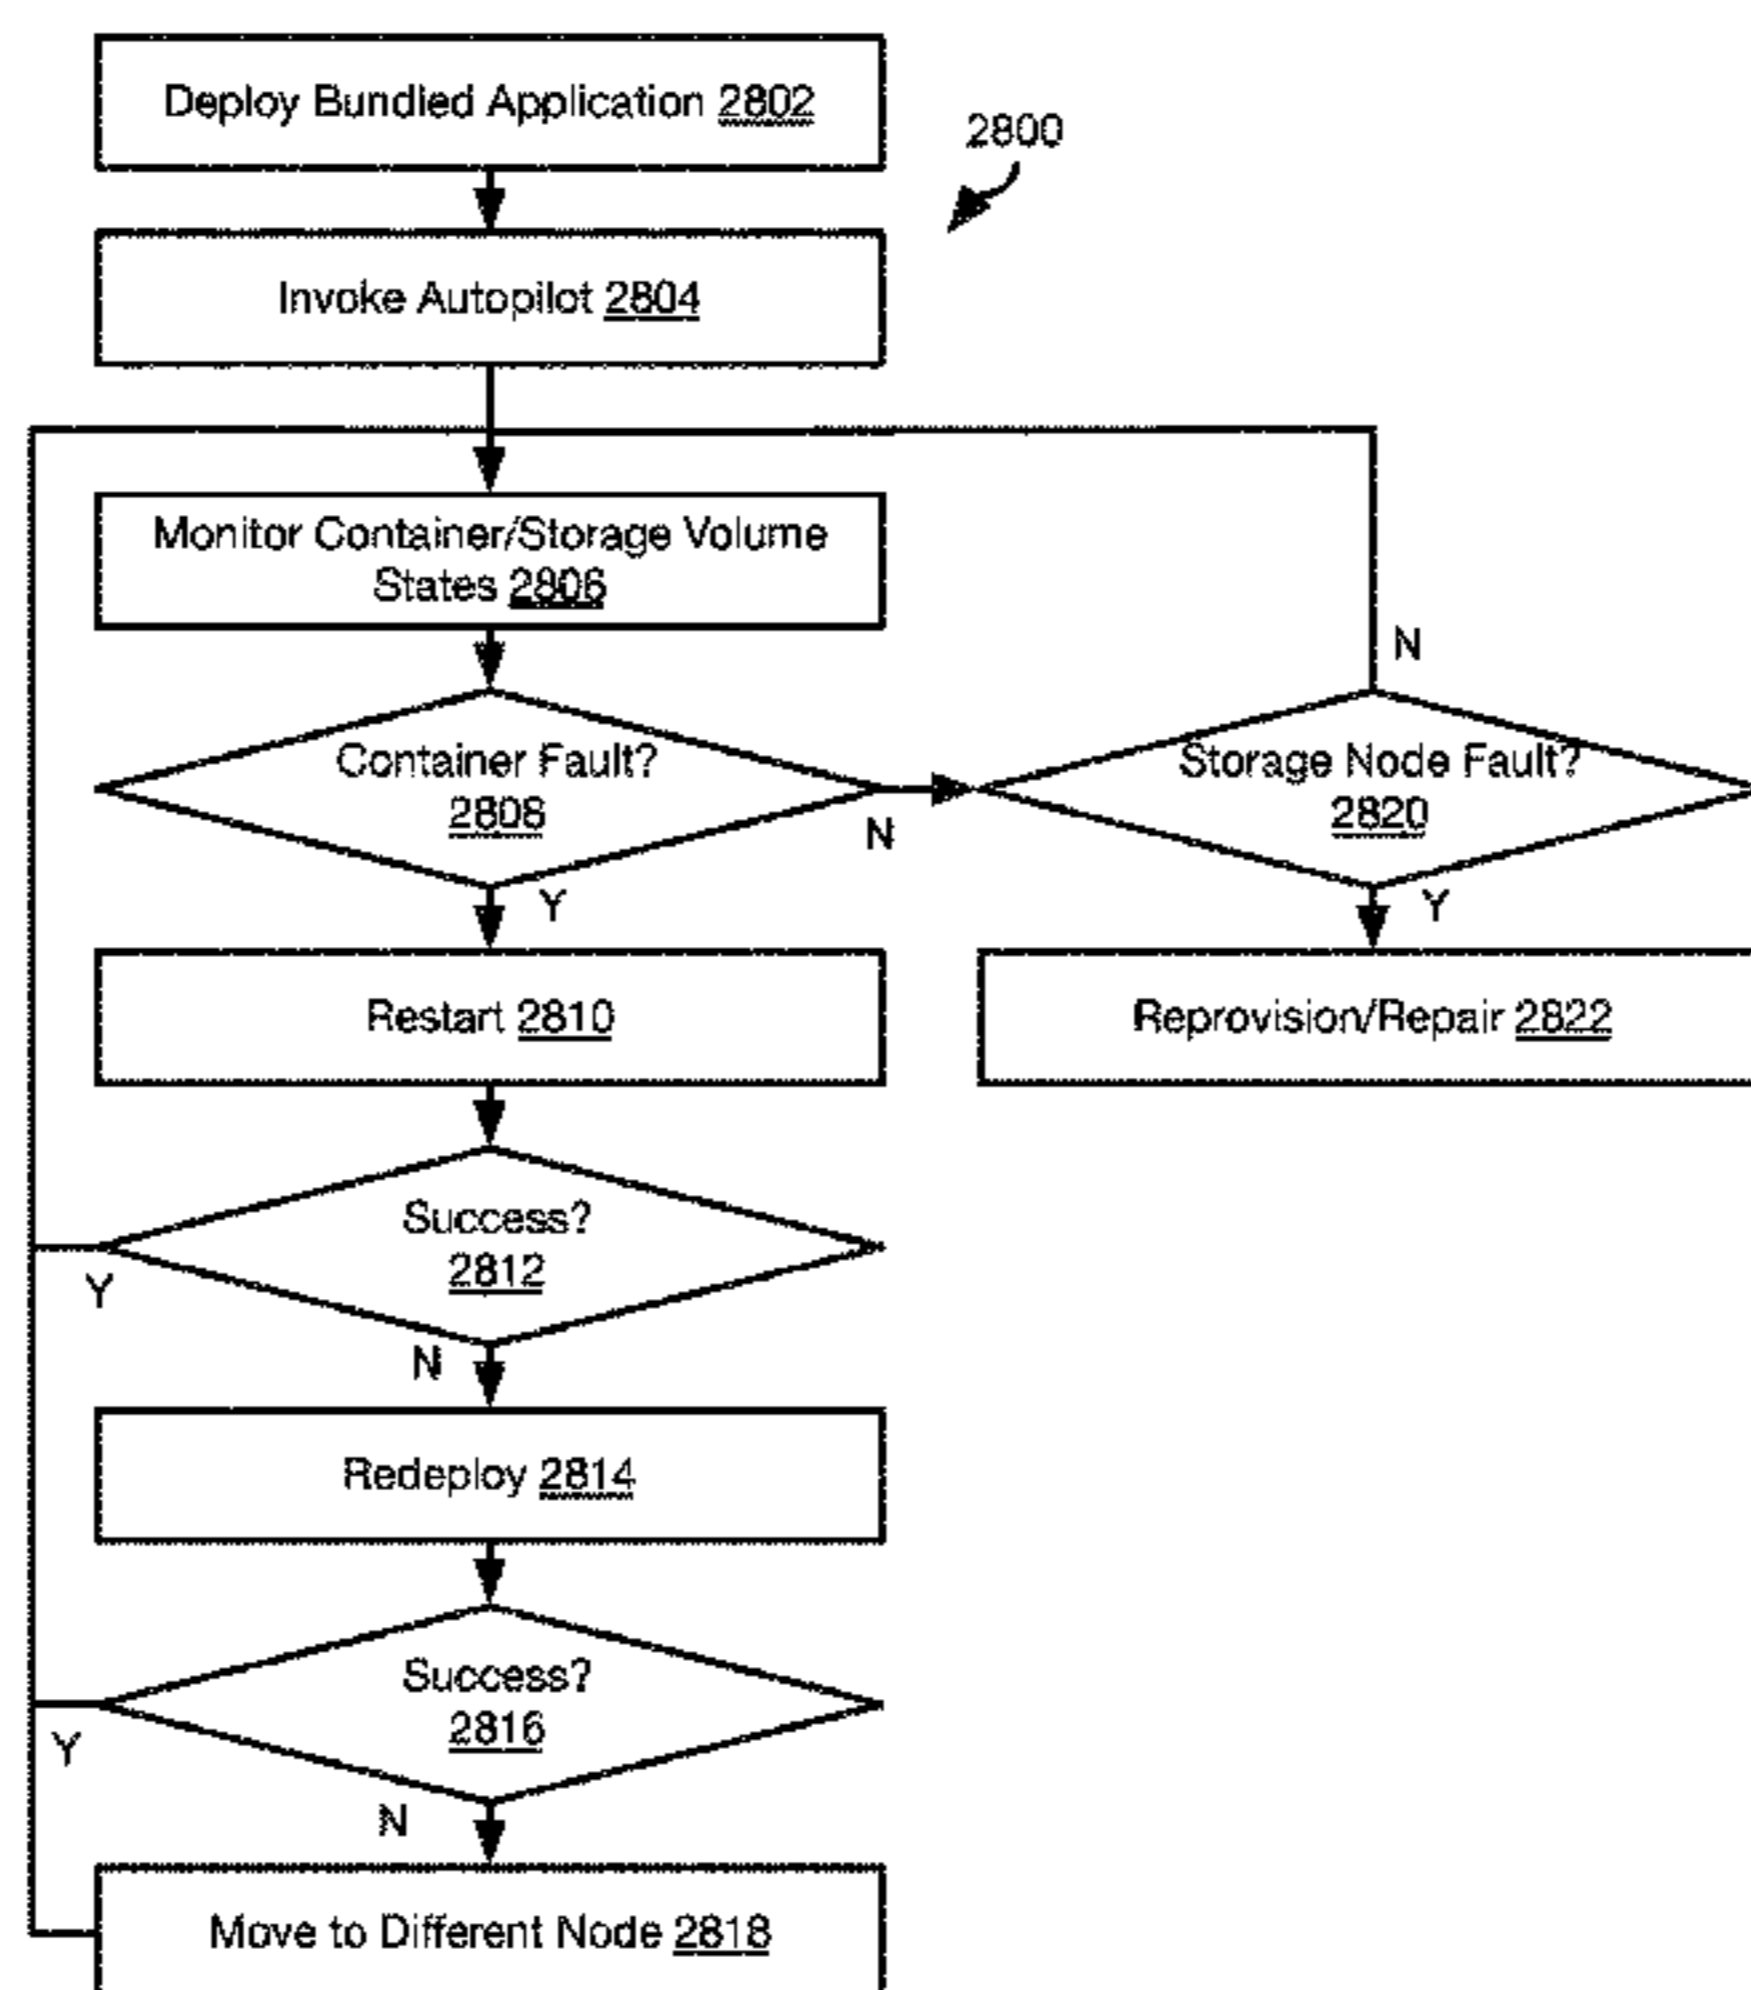 Deploy Bundled Application 2802
2800
Invoke Autopilot 2804
Monitor Container/Storage Volume
States 2806
N
Container Fault?
2808
N
Storage Node Fault?
2820
Y
Y
Restart 2810
Reprovision/Repair 2822
Success?
2812
Y
N
Redeploy 2814
Success?
2816
Y
N
Move to Different Node 2818